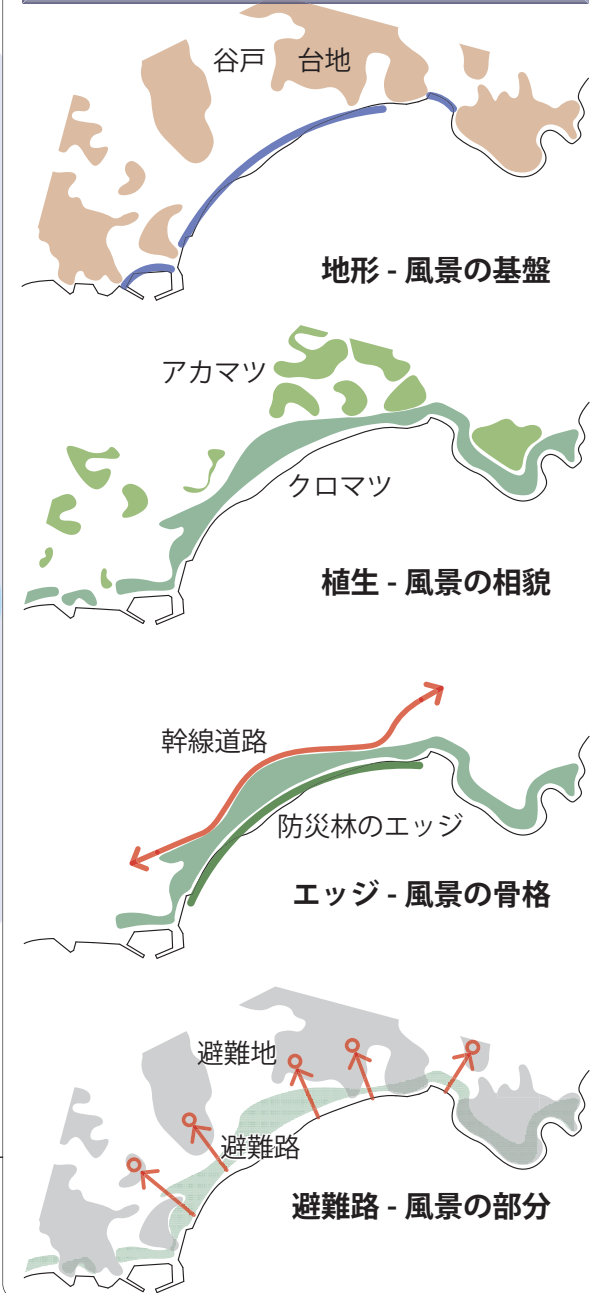 谷戸 台地
地形 - 風景の基盤
アカマツ
クロマツ
植生 - 風景の相貌
幹線道路
防災林のエッジ
エッジ - 風景の骨格
避難地
避難路
避難路 - 風景の部分